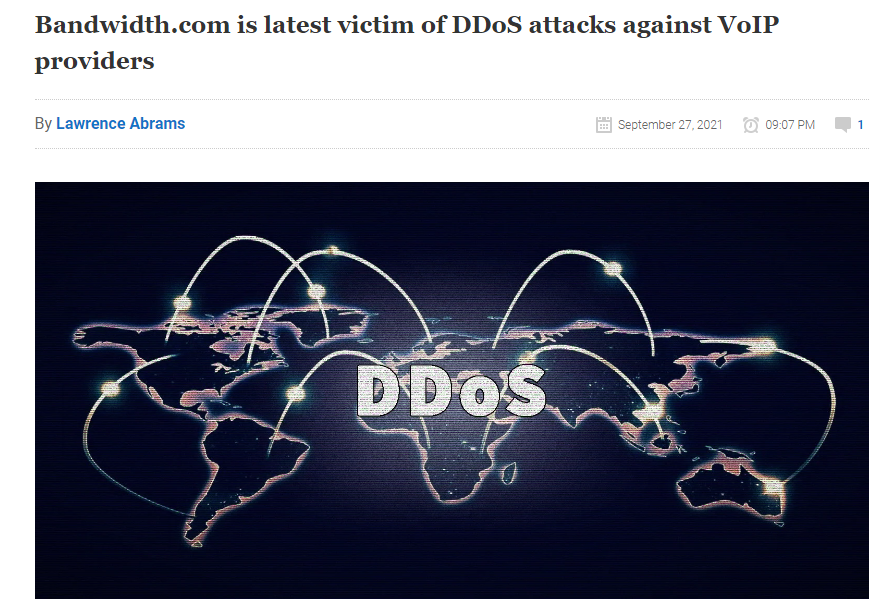 Bandwidth.com is latest victim of DDoS attacks against VoIP
providers
By Lawrence Abrams
September 27, 2021 09:07 PM 1
DDoS